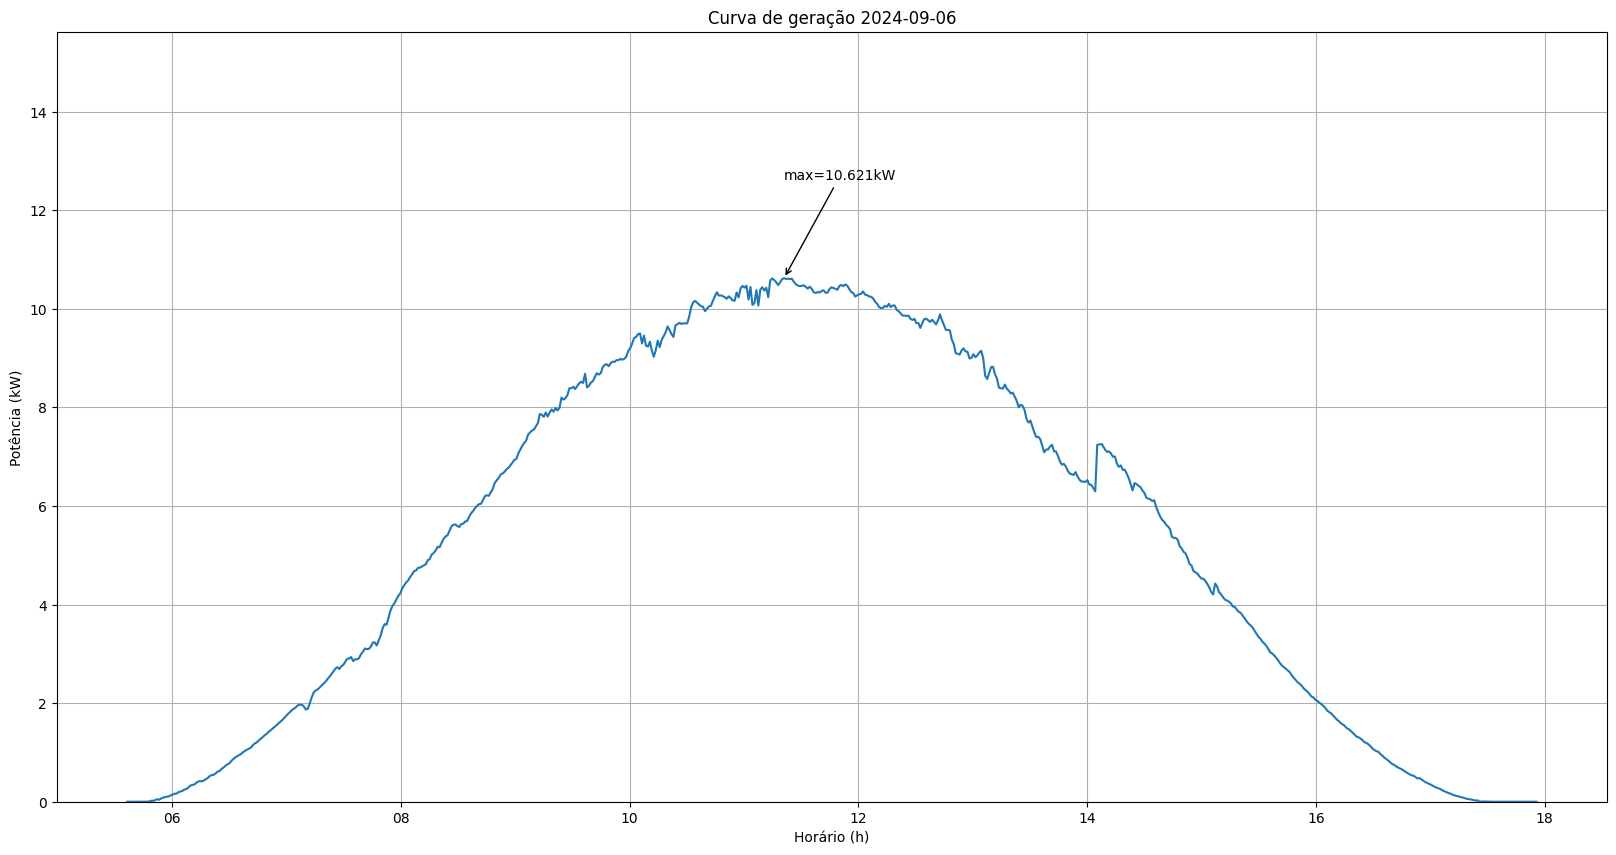 Curva de geração 2024-09-06
14
12
10
8
6
4
2
0
Potência (kW)
max=10.621kW
06 08 10 12 14 16 18
Horário (h)